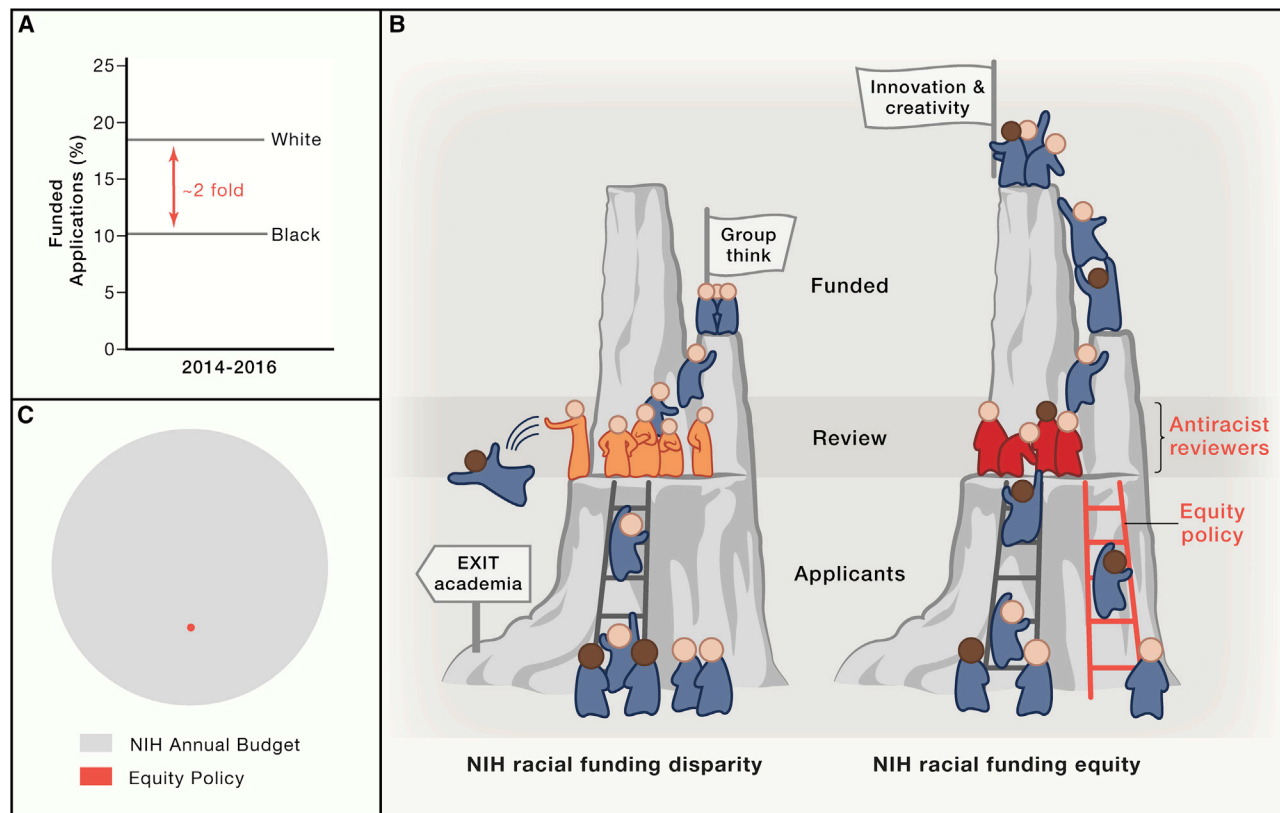 A
25
20
15
10
5
0
Funded
Applications (%)
White
~2 fold
Black
2014-2016
B
Innovation &
creativity
Group
think
Funded
Review
Antiracist
reviewers
Equity
policy
EXIT
academia
Applicants
NIH racial funding disparity
NIH racial funding equity
C
NIH Annual Budget
Equity Policy